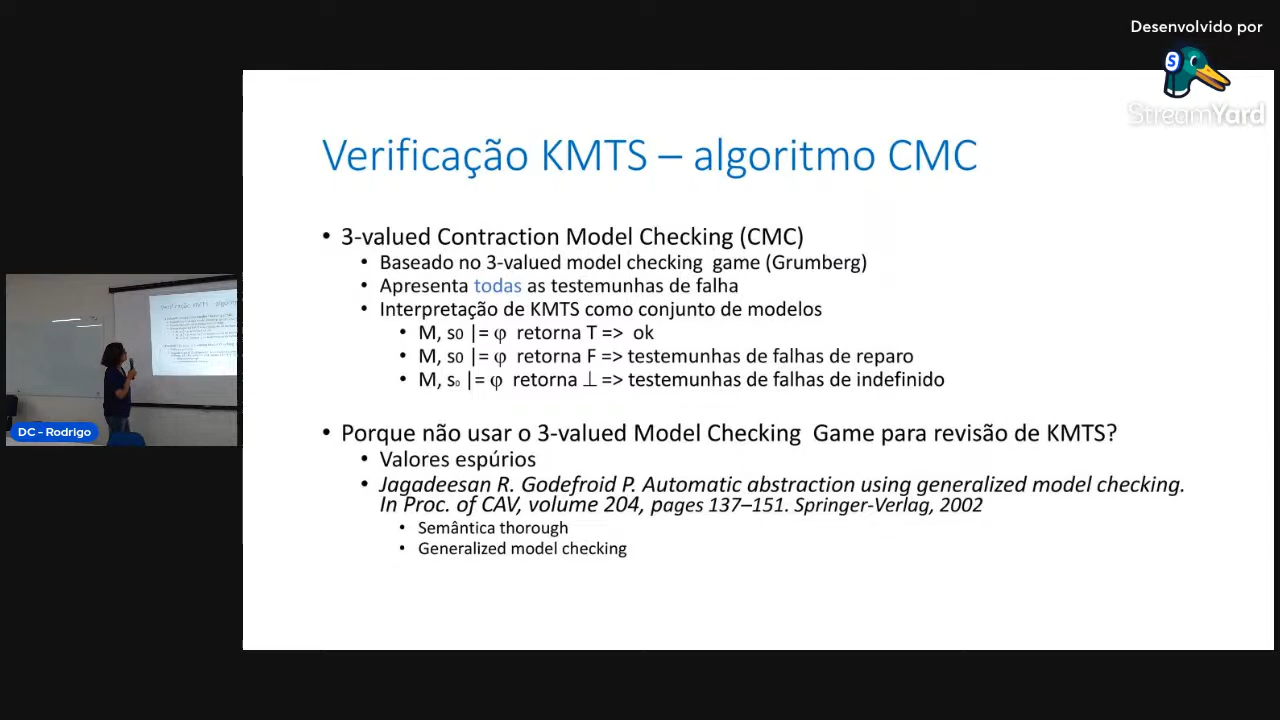 Desenvolvido por
StreamYard
Verificação KMTS – algoritmo CMC
• 3-valued Contraction Model Checking (CMC)
• Baseado no 3-valued model checking game (Grumberg)
• Apresenta todas as testemunhas de falha
• Interpretação de KMTS como conjunto de modelos
• M, s0 |= φ retorna T => ok
• M, s0 |= φ retorna F => testemunhas de falhas de reparo
• M, s₀ |= φ retorna ⊥ => testemunhas de falhas de indefinido
• Porque não usar o 3-valued Model Checking Game para revisão de KMTS?
• Valores espúrios
• Jagadeesan R. Godefroid P. Automatic abstraction using generalized model checking.
In Proc. of CAV, volume 204, pages 137–151. Springer-Verlag, 2002
• Semântica thorough
• Generalized model checking
DC - Rodrigo